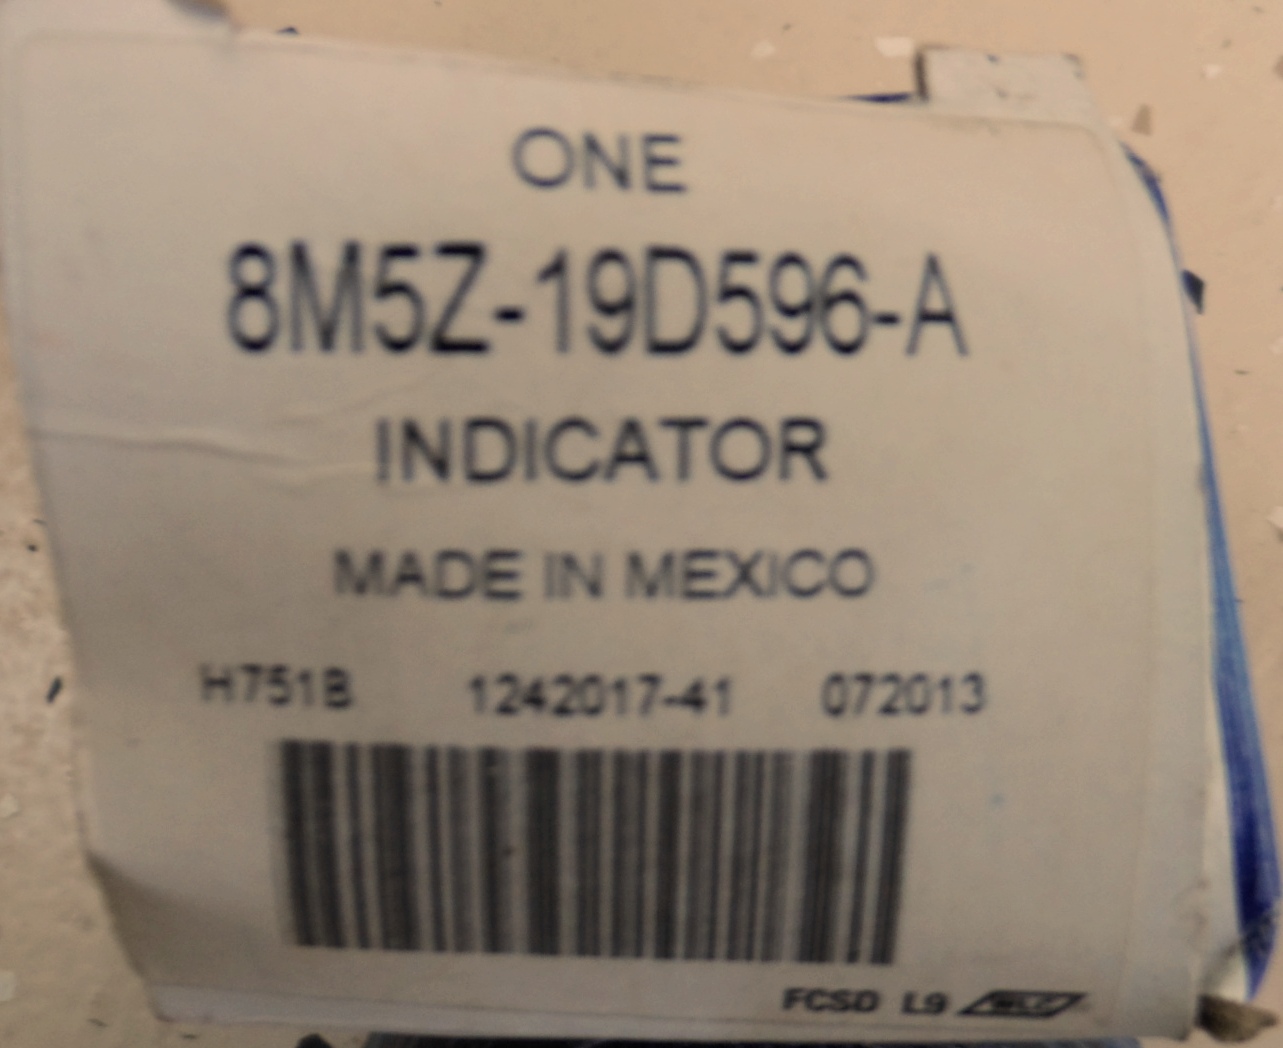 ONE
8M5Z-19D596-A
INDICATOR
MADE IN MEXICO
H751B 1242017-41 072013
FCSD L9